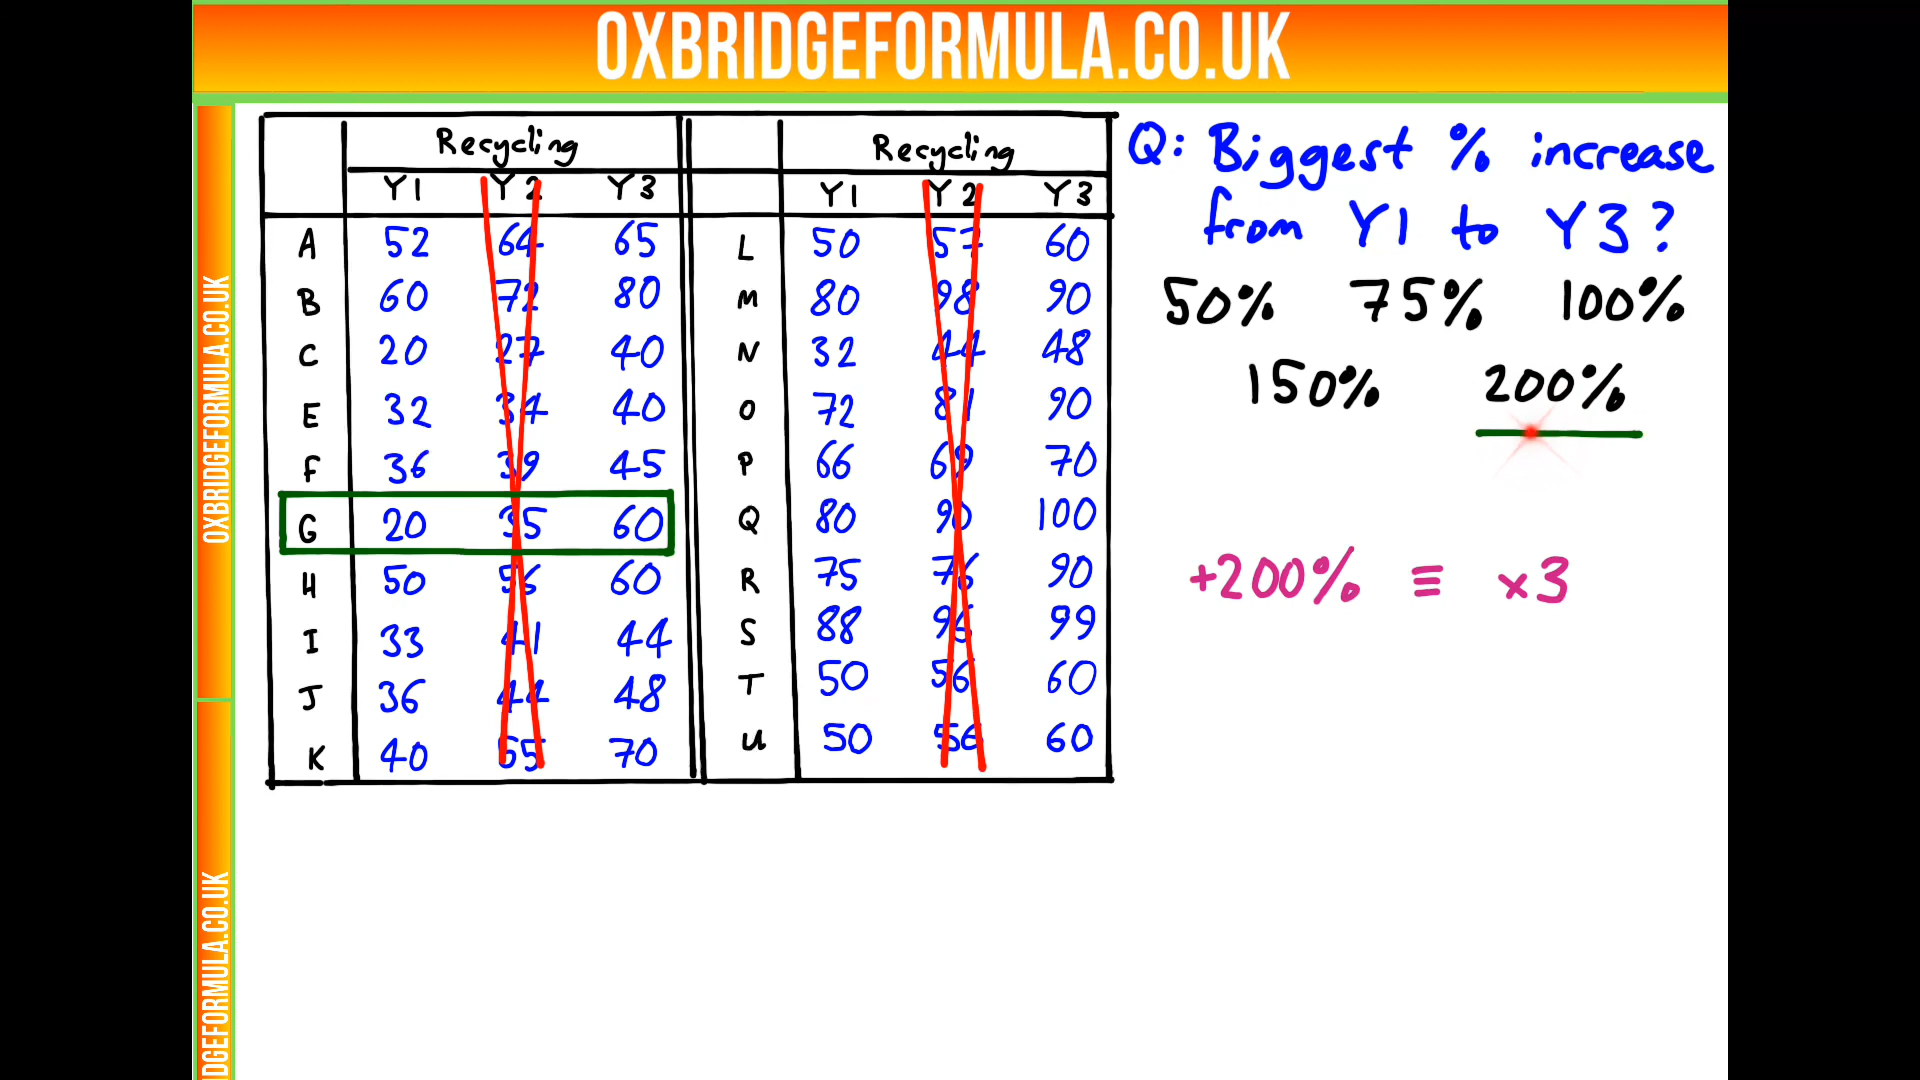 OXBRIDGEFORMULA.CO.UK
OXBRIDGEFORMULA.CO.UK
DGEFORMULA.CO.UK
Recycling Recycling
Y1 Y2 Y3 Y1 Y2 Y3
A 52 64 65 L 50 57 60
B 60 72 80 M 80 98 90
C 20 27 40 N 32 44 48
E 32 34 40 O 72 81 90
F 36 39 45 P 66 69 70
G 20 35 60 Q 80 90 100
H 50 56 60 R 75 76 90
I 33 41 44 S 88 95 99
J 36 44 48 T 50 56 60
K 40 55 70 U 50 56 60
Q: Biggest % increase
from Y1 to Y3?
50% 75% 100%
150% 200%
+200% ≡ ×3